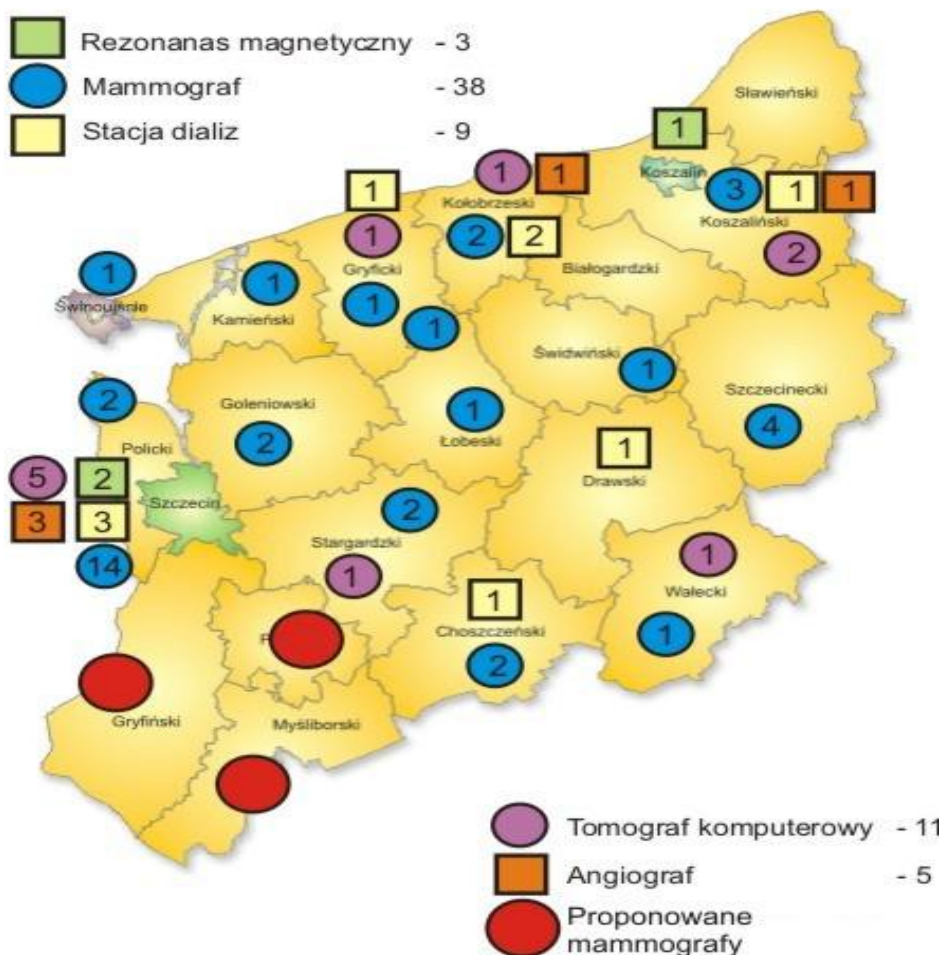 Rezonanas magnetyczny - 3
Mammograf - 38
Stacja dializ - 9
Sławieński
1
Koszalin
1 1
Kołobrzeski
3 1 1
Koszaliński
1
1
Gryficki
2 2
2
Białogardzki
1
Świnoujście
1
Kamieński
1
1
Świdwiński
1
Szczecinecki
4
2
Policki
Goleniowski
2
1
Łobeski
1
Drawski
5 2
Szczecin
3 3
14
2
Stargardzki
1
1
Wałecki
1
1
Choszczeński
2
Gryfiński
Myśliborski
Tomograf komputerowy - 11
Angiograf - 5
Proponowane
mammografy